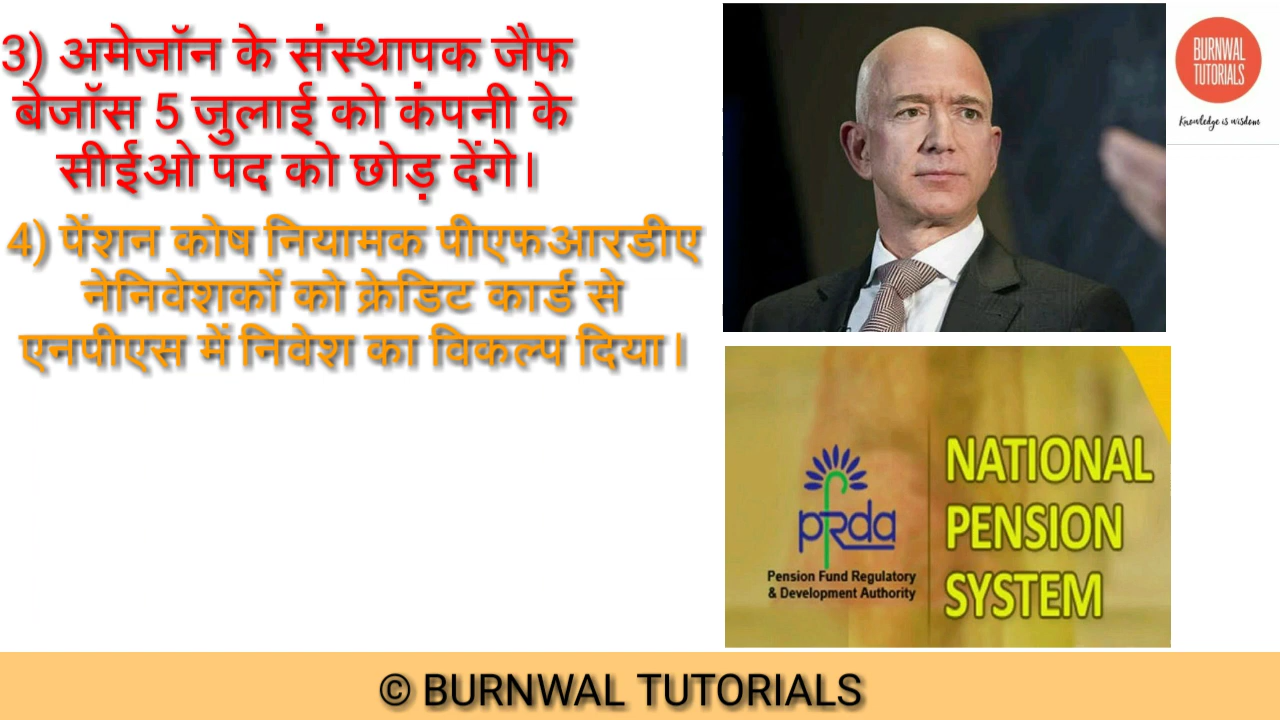 3) अमेजॉन के संस्थापक जैफ
बेजॉस 5 जुलाई को कंपनी के
सीईओ पद को छोड़ देंगे।
4) पेंशन कोष नियामक पीएफआरडीए
नेनिवेशकों को क्रेडिट कार्ड से
एनपीएस में निवेश का विकल्प दिया।
BURNWAL
TUTORIALS
Knowledge is wisdom
pfrda
Pension Fund Regulatory
& Development Authority
NATIONAL
PENSION
SYSTEM
© BURNWAL TUTORIALS